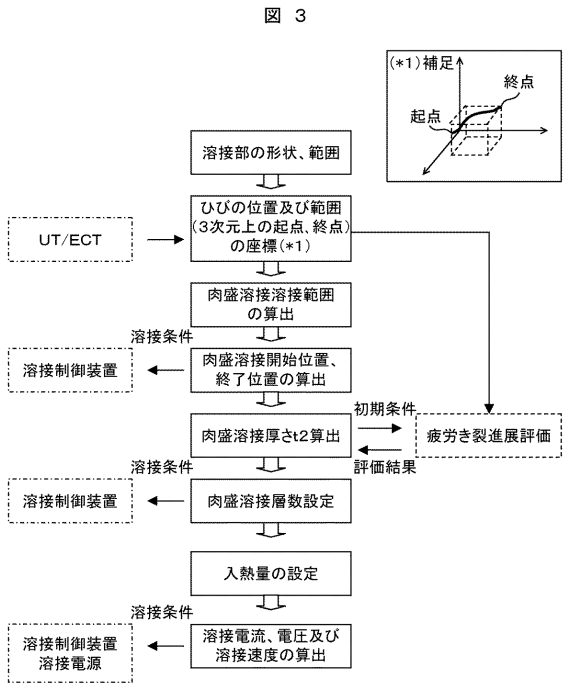 図 3
(*1)補足
終点
起点
溶接部の形状、範囲
ひびの位置及び範囲
(3次元上の起点、終点)
の座標(*1)
UT/ECT
肉盛溶接溶接範囲
の算出
溶接条件
溶接制御装置
肉盛溶接開始位置、
終了位置の算出
初期条件
肉盛溶接厚さt2算出
疲労き裂進展評価
評価結果
溶接条件
溶接制御装置
肉盛溶接層数設定
入熱量の設定
溶接条件
溶接制御装置
溶接電源
溶接電流、電圧及び
溶接速度の算出